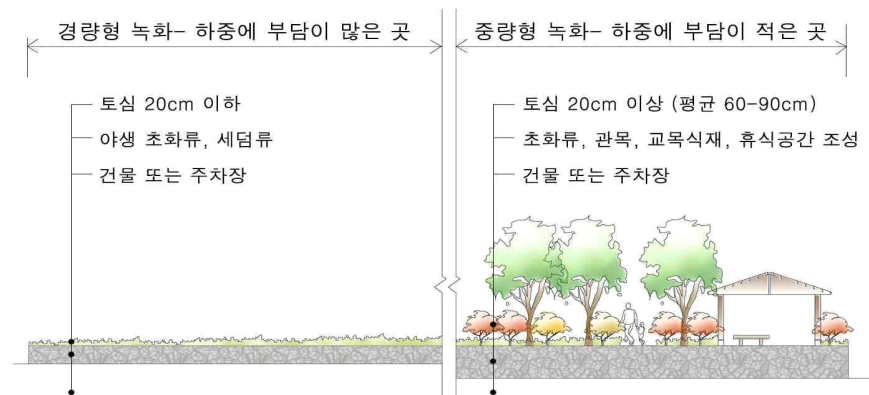 경량형 녹화- 하중에 부담이 많은 곳
토심 20cm 이하
야생 초화류, 세덤류
건물 또는 주차장
중량형 녹화- 하중에 부담이 적은 곳
토심 20cm 이상 (평균 60-90cm)
초화류, 관목, 교목식재, 휴식공간 조성
건물 또는 주차장